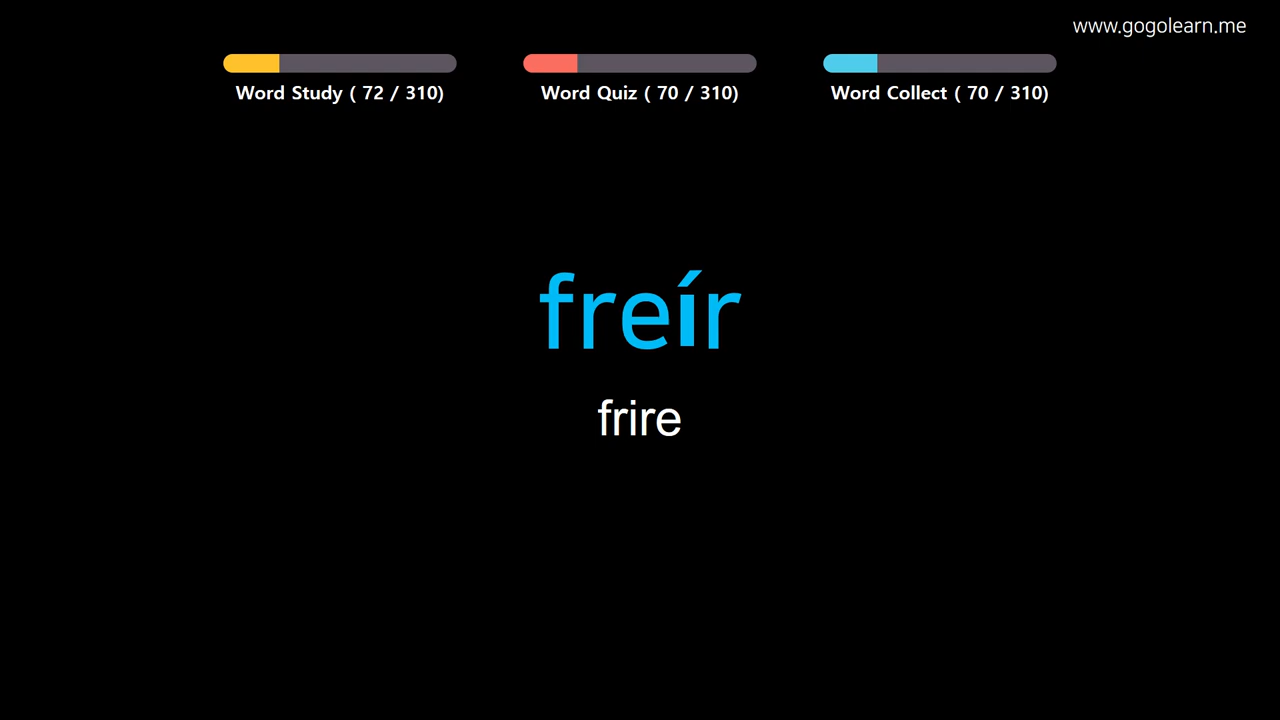 www.gogolearn.me
Word Study ( 72 / 310)
Word Quiz ( 70 / 310)
Word Collect ( 70 / 310)
freír
frire